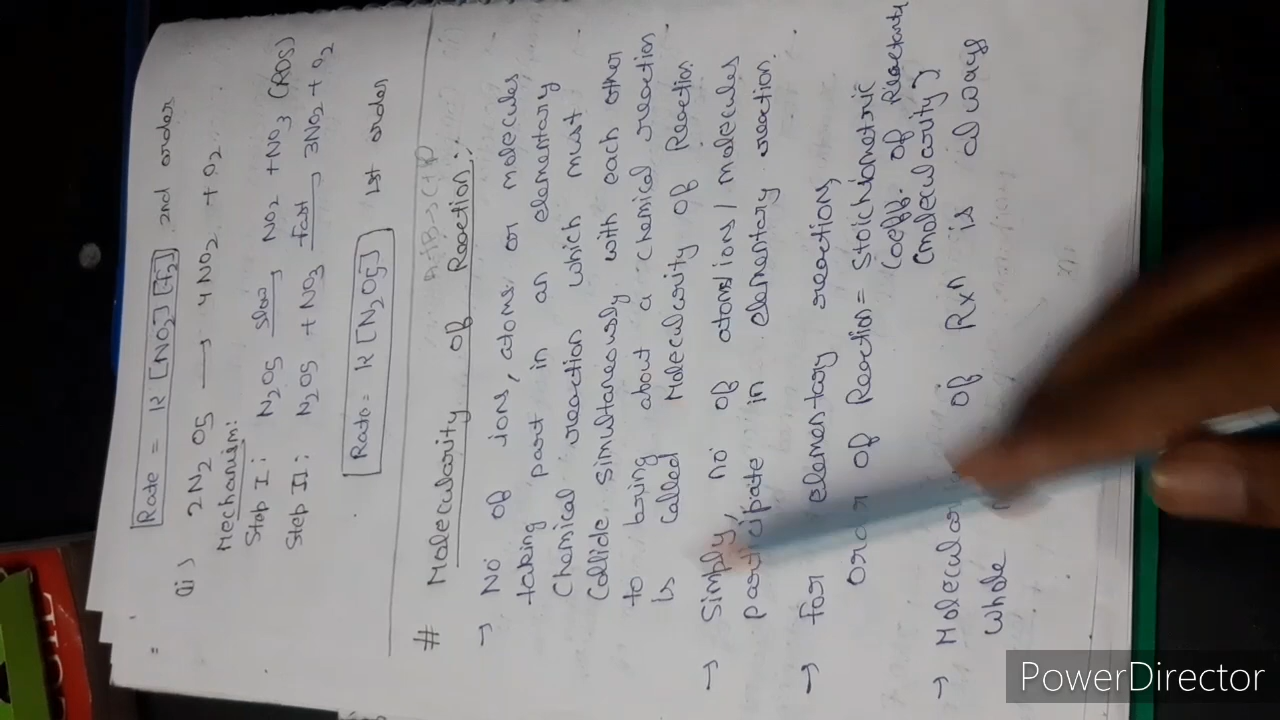 Rate = K [NO2] [F2] 2nd order
(ii) 2N2O5 → 4NO2 + O2
Mechanism:
Step I: N2O5 slow → NO2 + NO3 (RDS)
Step II: N2O5 + NO3 fast → 3NO2 + O2
Rate = K [N2O5] 1st order
A+B→C+D
# Molecularity of Reaction:
→ No of ions, atoms or molecules
taking part in an elementary
Chemical reaction which must
Collide simultaneously with each other
to bring about a chemical reaction
is called Molecularity of Reaction.
→ Simply, no of atoms/ions/molecules
participate in elementary reaction.
→ for elementary reactions,
Order of Reaction = Stoichiometric
Coeff. of Reactants
(molecularity)
→ of Rxn is always
whole
PowerDirector